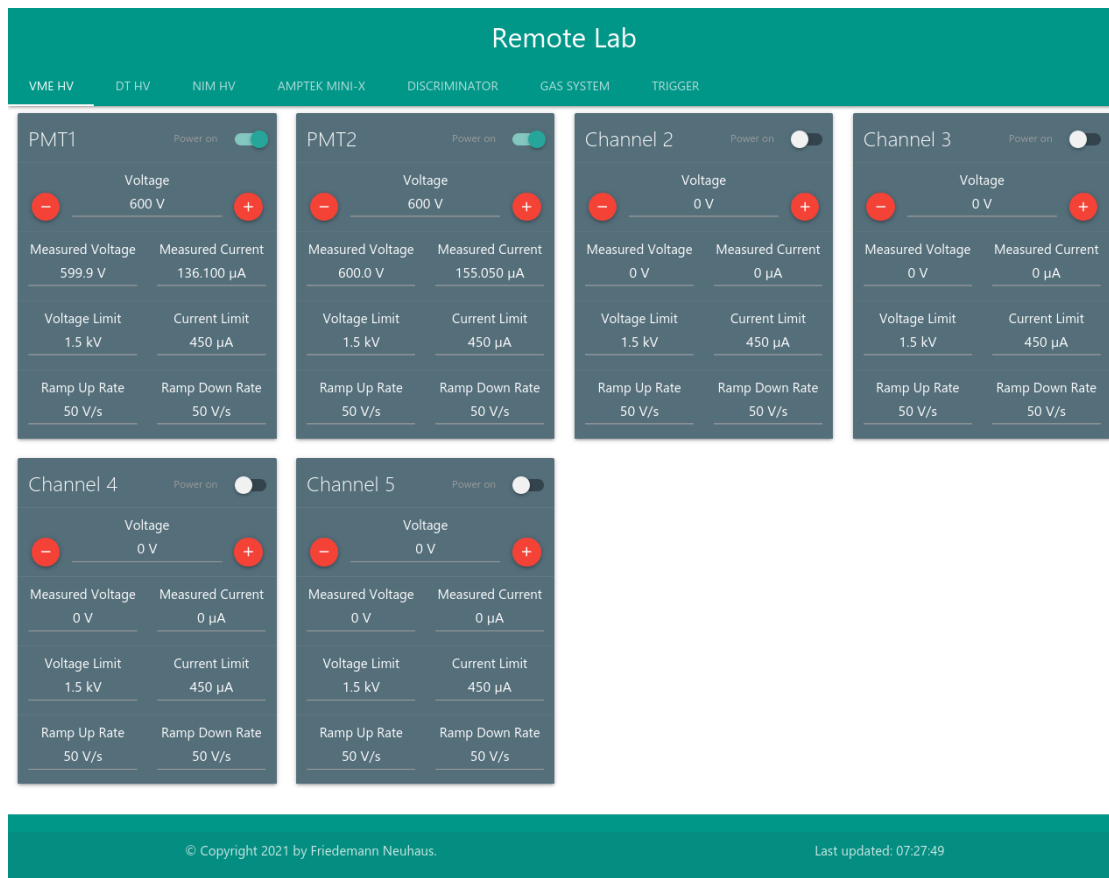 Remote Lab
VME HV DT HV NIM HV AMPTEK MINI-X DISCRIMINATOR GAS SYSTEM TRIGGER
PMT1 Power on
Voltage
− 600 V +
Measured Voltage Measured Current
599.9 V 136.100 µA
Voltage Limit Current Limit
1.5 kV 450 µA
Ramp Up Rate Ramp Down Rate
50 V/s 50 V/s
PMT2 Power on
Voltage
− 600 V +
Measured Voltage Measured Current
600.0 V 155.050 µA
Voltage Limit Current Limit
1.5 kV 450 µA
Ramp Up Rate Ramp Down Rate
50 V/s 50 V/s
Channel 2 Power on
Voltage
− 0 V +
Measured Voltage Measured Current
0 V 0 µA
Voltage Limit Current Limit
1.5 kV 450 µA
Ramp Up Rate Ramp Down Rate
50 V/s 50 V/s
Channel 3 Power on
Voltage
− 0 V +
Measured Voltage Measured Current
0 V 0 µA
Voltage Limit Current Limit
1.5 kV 450 µA
Ramp Up Rate Ramp Down Rate
50 V/s 50 V/s
Channel 4 Power on
Voltage
− 0 V +
Measured Voltage Measured Current
0 V 0 µA
Voltage Limit Current Limit
1.5 kV 450 µA
Ramp Up Rate Ramp Down Rate
50 V/s 50 V/s
Channel 5 Power on
Voltage
− 0 V +
Measured Voltage Measured Current
0 V 0 µA
Voltage Limit Current Limit
1.5 kV 450 µA
Ramp Up Rate Ramp Down Rate
50 V/s 50 V/s
© Copyright 2021 by Friedemann Neuhaus. Last updated: 07:27:49